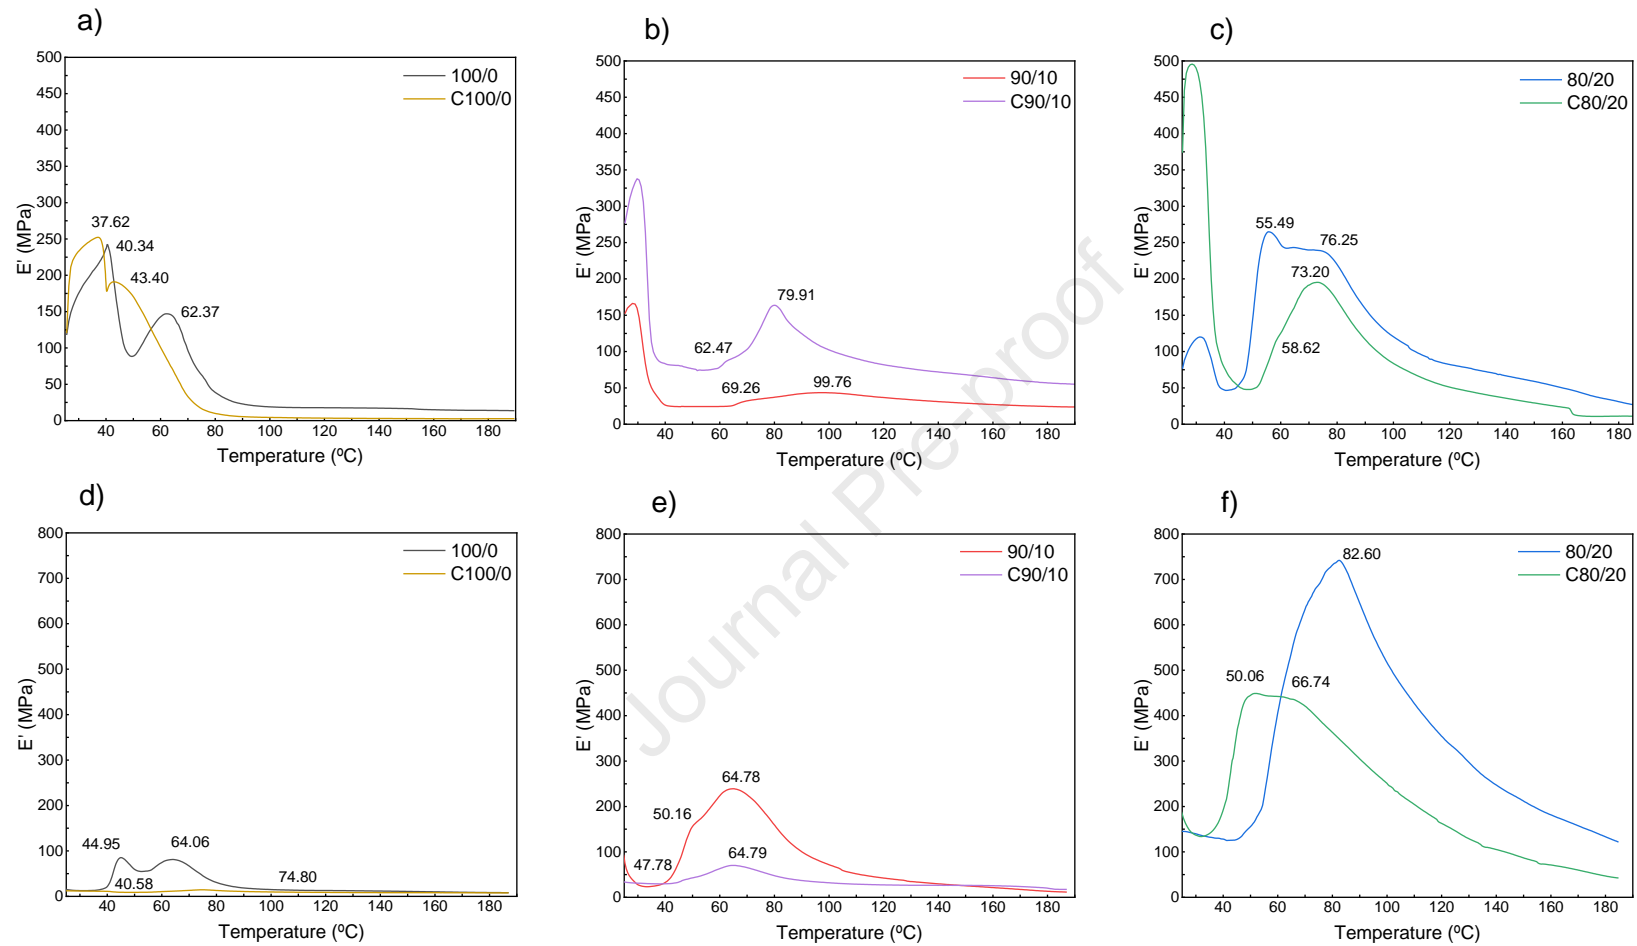 a)
500
450
400
350
300
250
200
150
100
50
0
E' (MPa)
100/0
C100/0
37.62
40.34
43.40
62.37
40 60 80 100 120 140 160 180
Temperature (ºC)
b)
500
450
400
350
300
250
200
150
100
50
0
E' (MPa)
90/10
C90/10
79.91
62.47
69.26
99.76
40 60 80 100 120 140 160 180
Temperature (ºC)
c)
500
450
400
350
300
250
200
150
100
50
0
E' (MPa)
80/20
C80/20
55.49
76.25
73.20
58.62
40 60 80 100 120 140 160 180
Temperature (ºC)
d)
800
700
600
500
400
300
200
100
0
E' (MPa)
100/0
C100/0
44.95
64.06
40.58
74.80
40 60 80 100 120 140 160 180
Temperature (ºC)
e)
800
700
600
500
400
300
200
100
0
E' (MPa)
90/10
C90/10
64.78
50.16
47.78
64.79
40 60 80 100 120 140 160 180
Temperature (ºC)
f)
800
700
600
500
400
300
200
100
0
E' (MPa)
80/20
C80/20
82.60
50.06
66.74
40 60 80 100 120 140 160 180
Temperature (ºC)
Journal Pre-proof